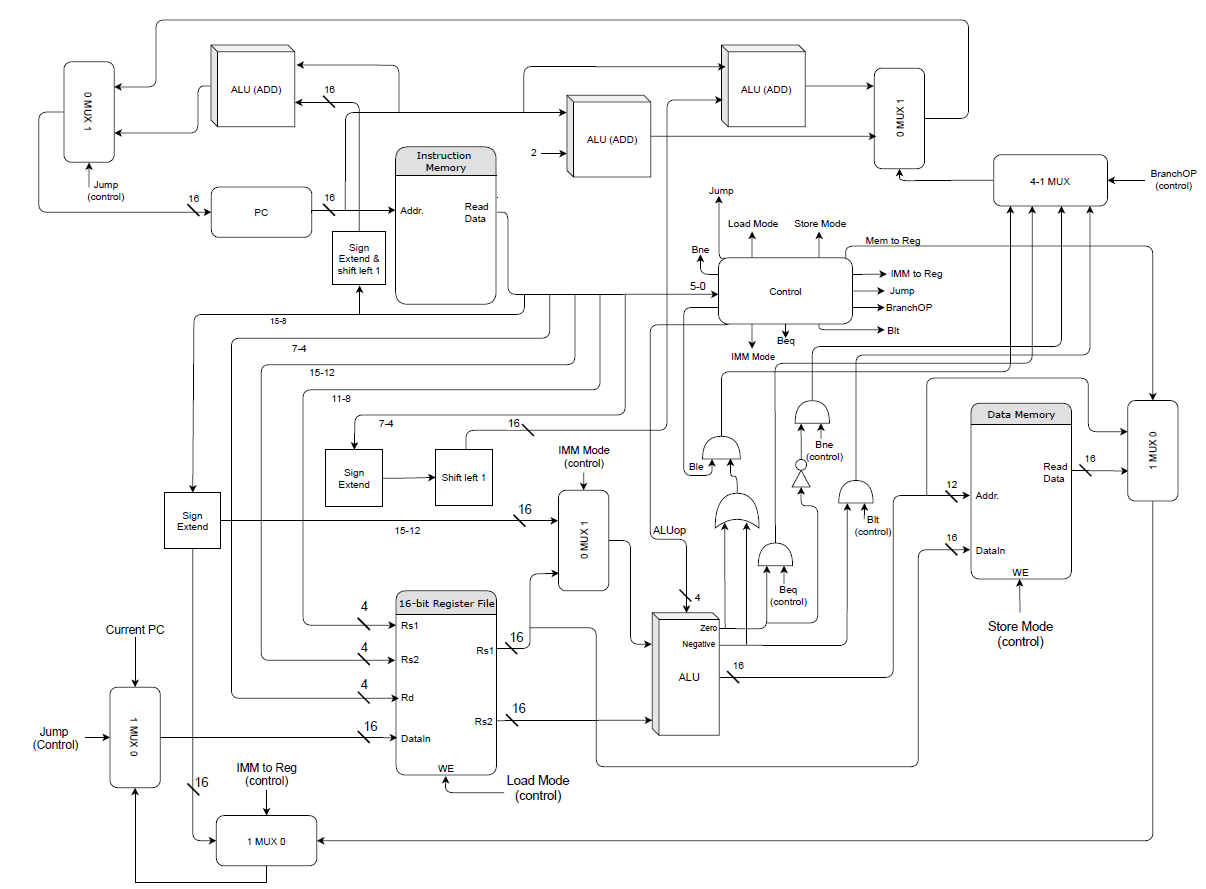 0 MUX 1
ALU (ADD)
16
ALU (ADD)
ALU (ADD)
0 MUX 1
2
Instruction
Memory
Addr.
Read
Data
Jump
(control)
16
PC
16
4-1 MUX
BranchOP
(control)
Jump
Load Mode
Store Mode
Mem to Reg
Bne
Sign
Extend &
shift left 1
5-0
Control
IMM to Reg
Jump
BranchOP
Blt
Beq
IMM Mode
15-8
7-4
15-12
11-8
7-4
16
Sign
Extend
Shift left 1
IMM Mode
(control)
Ble
Bne
(control)
Data Memory
Read
Data
16
1 MUX 0
12
Addr.
16
DataIn
WE
Store Mode
(control)
Sign
Extend
15-12
16
0 MUX 1
ALUop
Blt
(control)
Beq
(control)
4
16-bit Register File
4
Rs1
4
Rs2
4
Rd
16
DataIn
Rs1
16
Rs2
16
WE
Load Mode
(control)
Zero
Negative
ALU
16
Current PC
1 MUX 0
Jump
(Control)
16
IMM to Reg
(control)
1 MUX 0